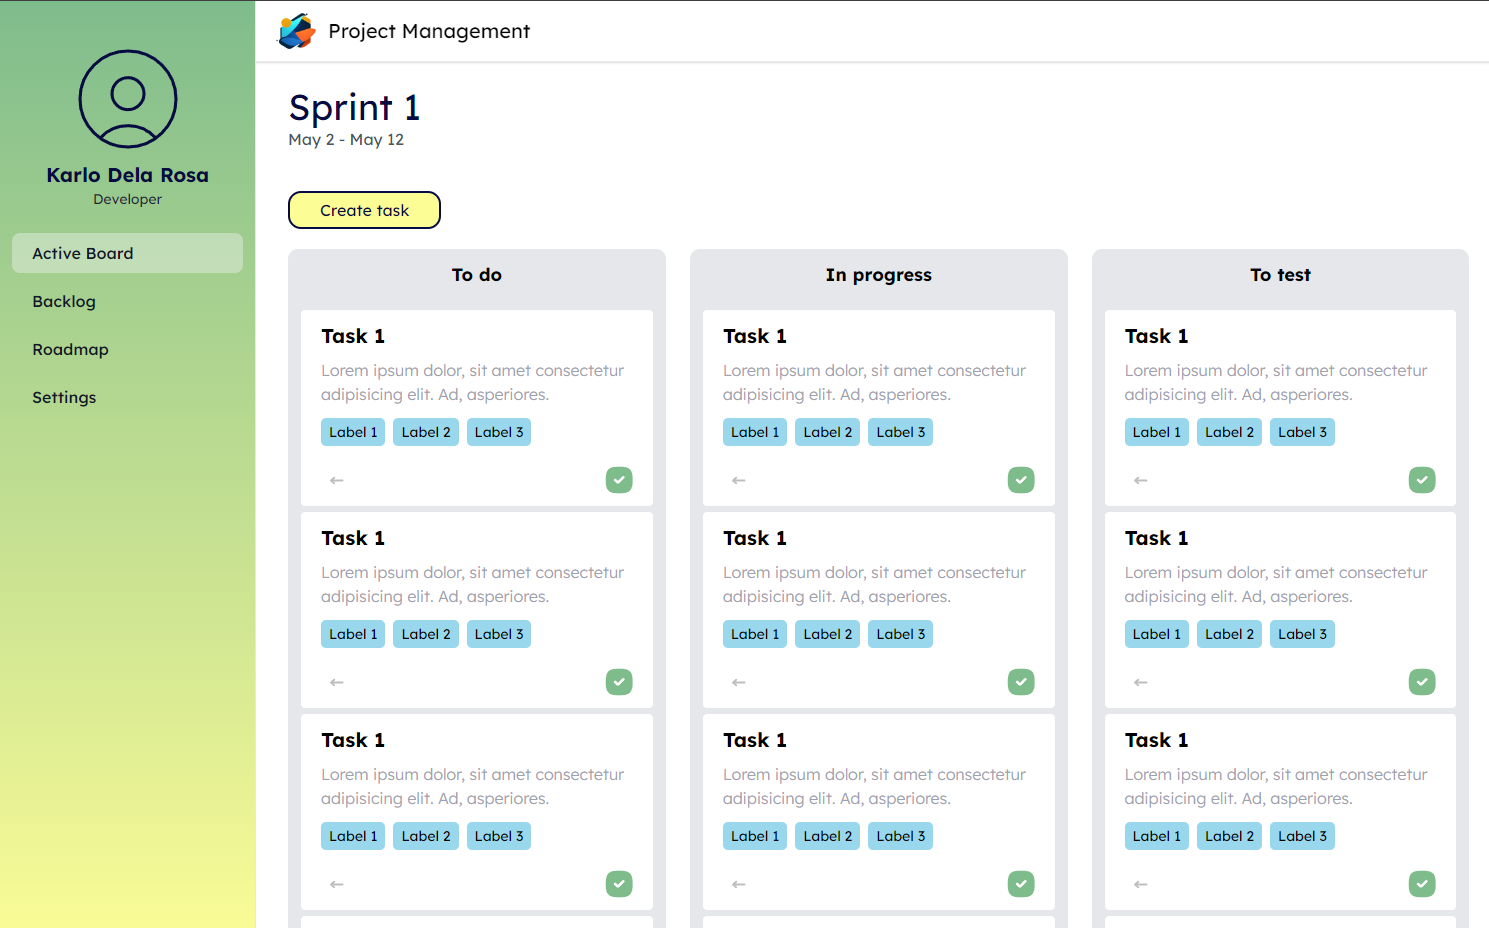 Project Management
Karlo Dela Rosa
Developer
Active Board
Backlog
Roadmap
Settings
Sprint 1
May 2 - May 12
Create task
To do
Task 1
Lorem ipsum dolor, sit amet consectetur
adipisicing elit. Ad, asperiores.
Label 1 Label 2 Label 3
Task 1
Lorem ipsum dolor, sit amet consectetur
adipisicing elit. Ad, asperiores.
Label 1 Label 2 Label 3
Task 1
Lorem ipsum dolor, sit amet consectetur
adipisicing elit. Ad, asperiores.
Label 1 Label 2 Label 3
In progress
Task 1
Lorem ipsum dolor, sit amet consectetur
adipisicing elit. Ad, asperiores.
Label 1 Label 2 Label 3
Task 1
Lorem ipsum dolor, sit amet consectetur
adipisicing elit. Ad, asperiores.
Label 1 Label 2 Label 3
Task 1
Lorem ipsum dolor, sit amet consectetur
adipisicing elit. Ad, asperiores.
Label 1 Label 2 Label 3
To test
Task 1
Lorem ipsum dolor, sit amet consectetur
adipisicing elit. Ad, asperiores.
Label 1 Label 2 Label 3
Task 1
Lorem ipsum dolor, sit amet consectetur
adipisicing elit. Ad, asperiores.
Label 1 Label 2 Label 3
Task 1
Lorem ipsum dolor, sit amet consectetur
adipisicing elit. Ad, asperiores.
Label 1 Label 2 Label 3